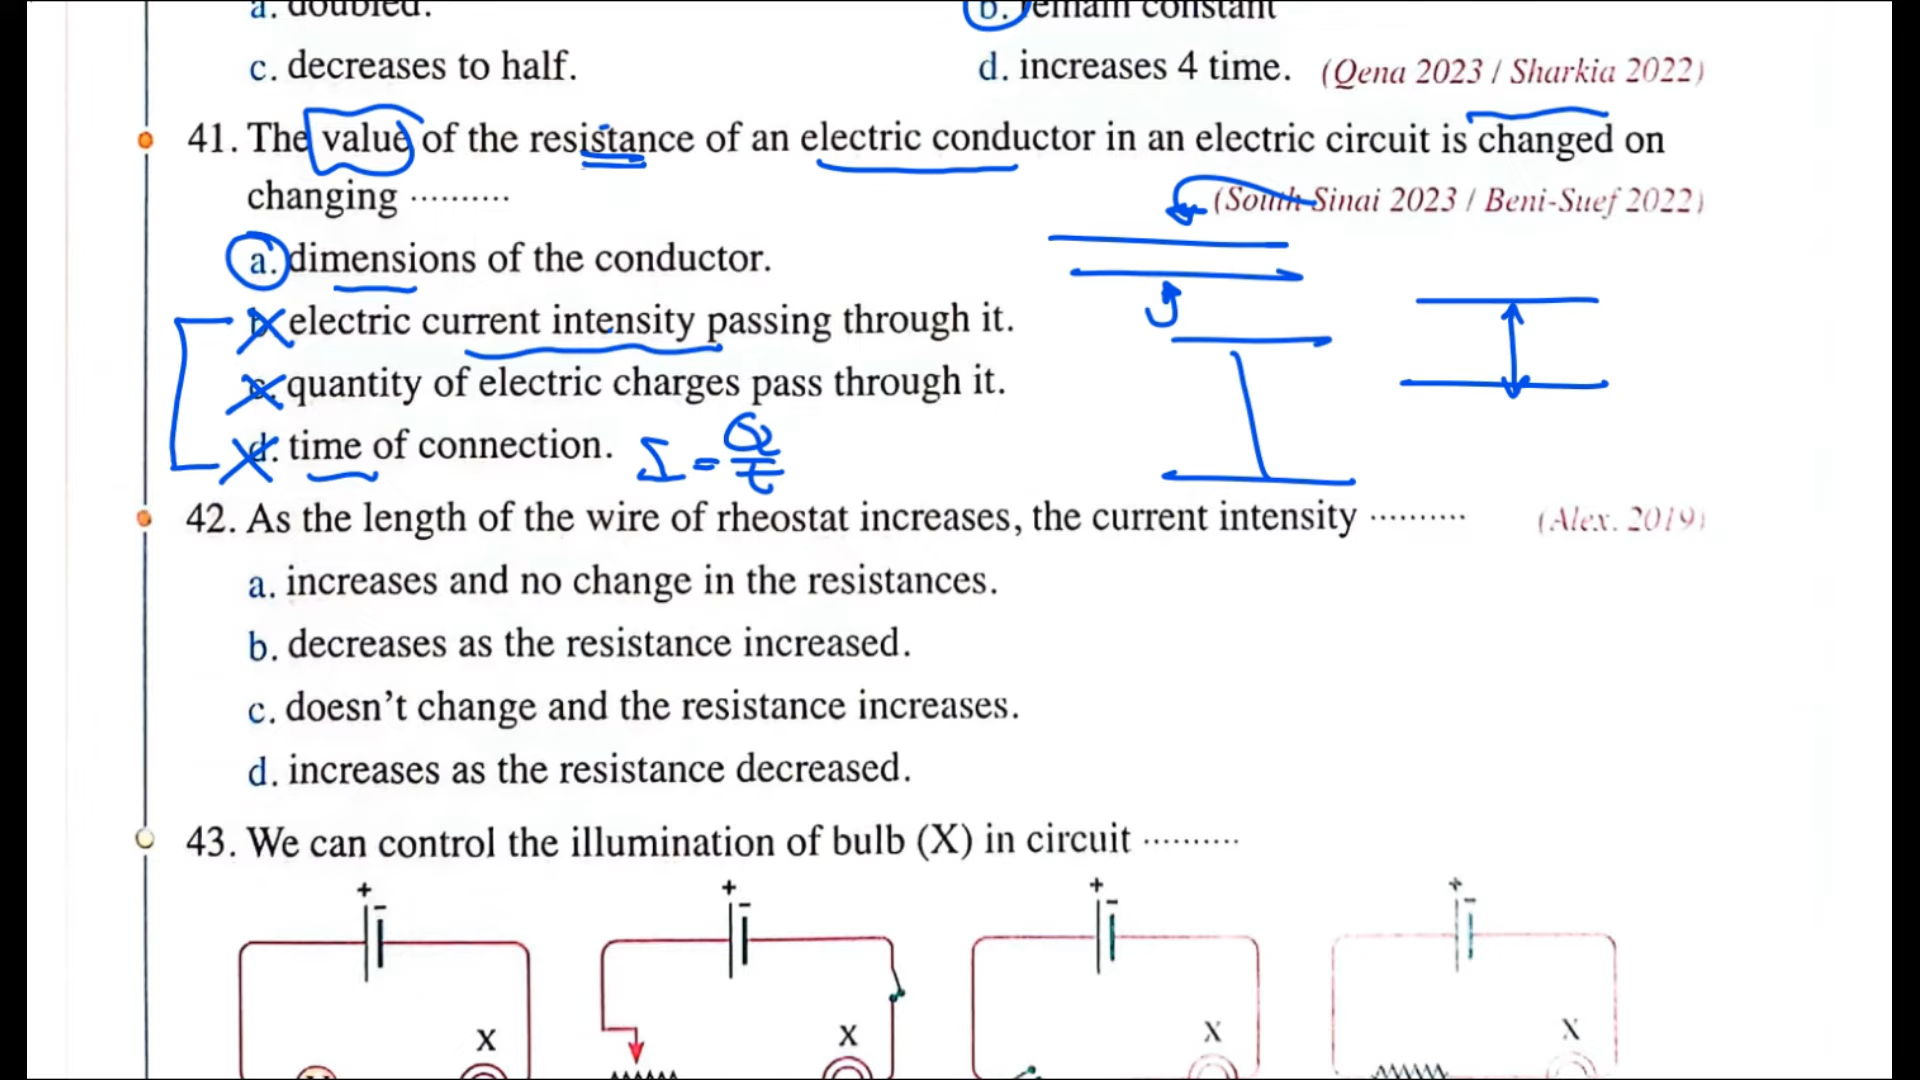 a. doubled.
b. remain constant
c. decreases to half.
d. increases 4 time. (Qena 2023 / Sharkia 2022)
41. The value of the resistance of an electric conductor in an electric circuit is changed on
changing .......... (South Sinai 2023 / Beni-Suef 2022)
a. dimensions of the conductor.
electric current intensity passing through it.
c. quantity of electric charges pass through it.
d. time of connection. I = Q/t
42. As the length of the wire of rheostat increases, the current intensity .......... (Alex. 2019)
a. increases and no change in the resistances.
b. decreases as the resistance increased.
c. doesn't change and the resistance increases.
d. increases as the resistance decreased.
43. We can control the illumination of bulb (X) in circuit ..........
+ - + - + - + -
X X X X